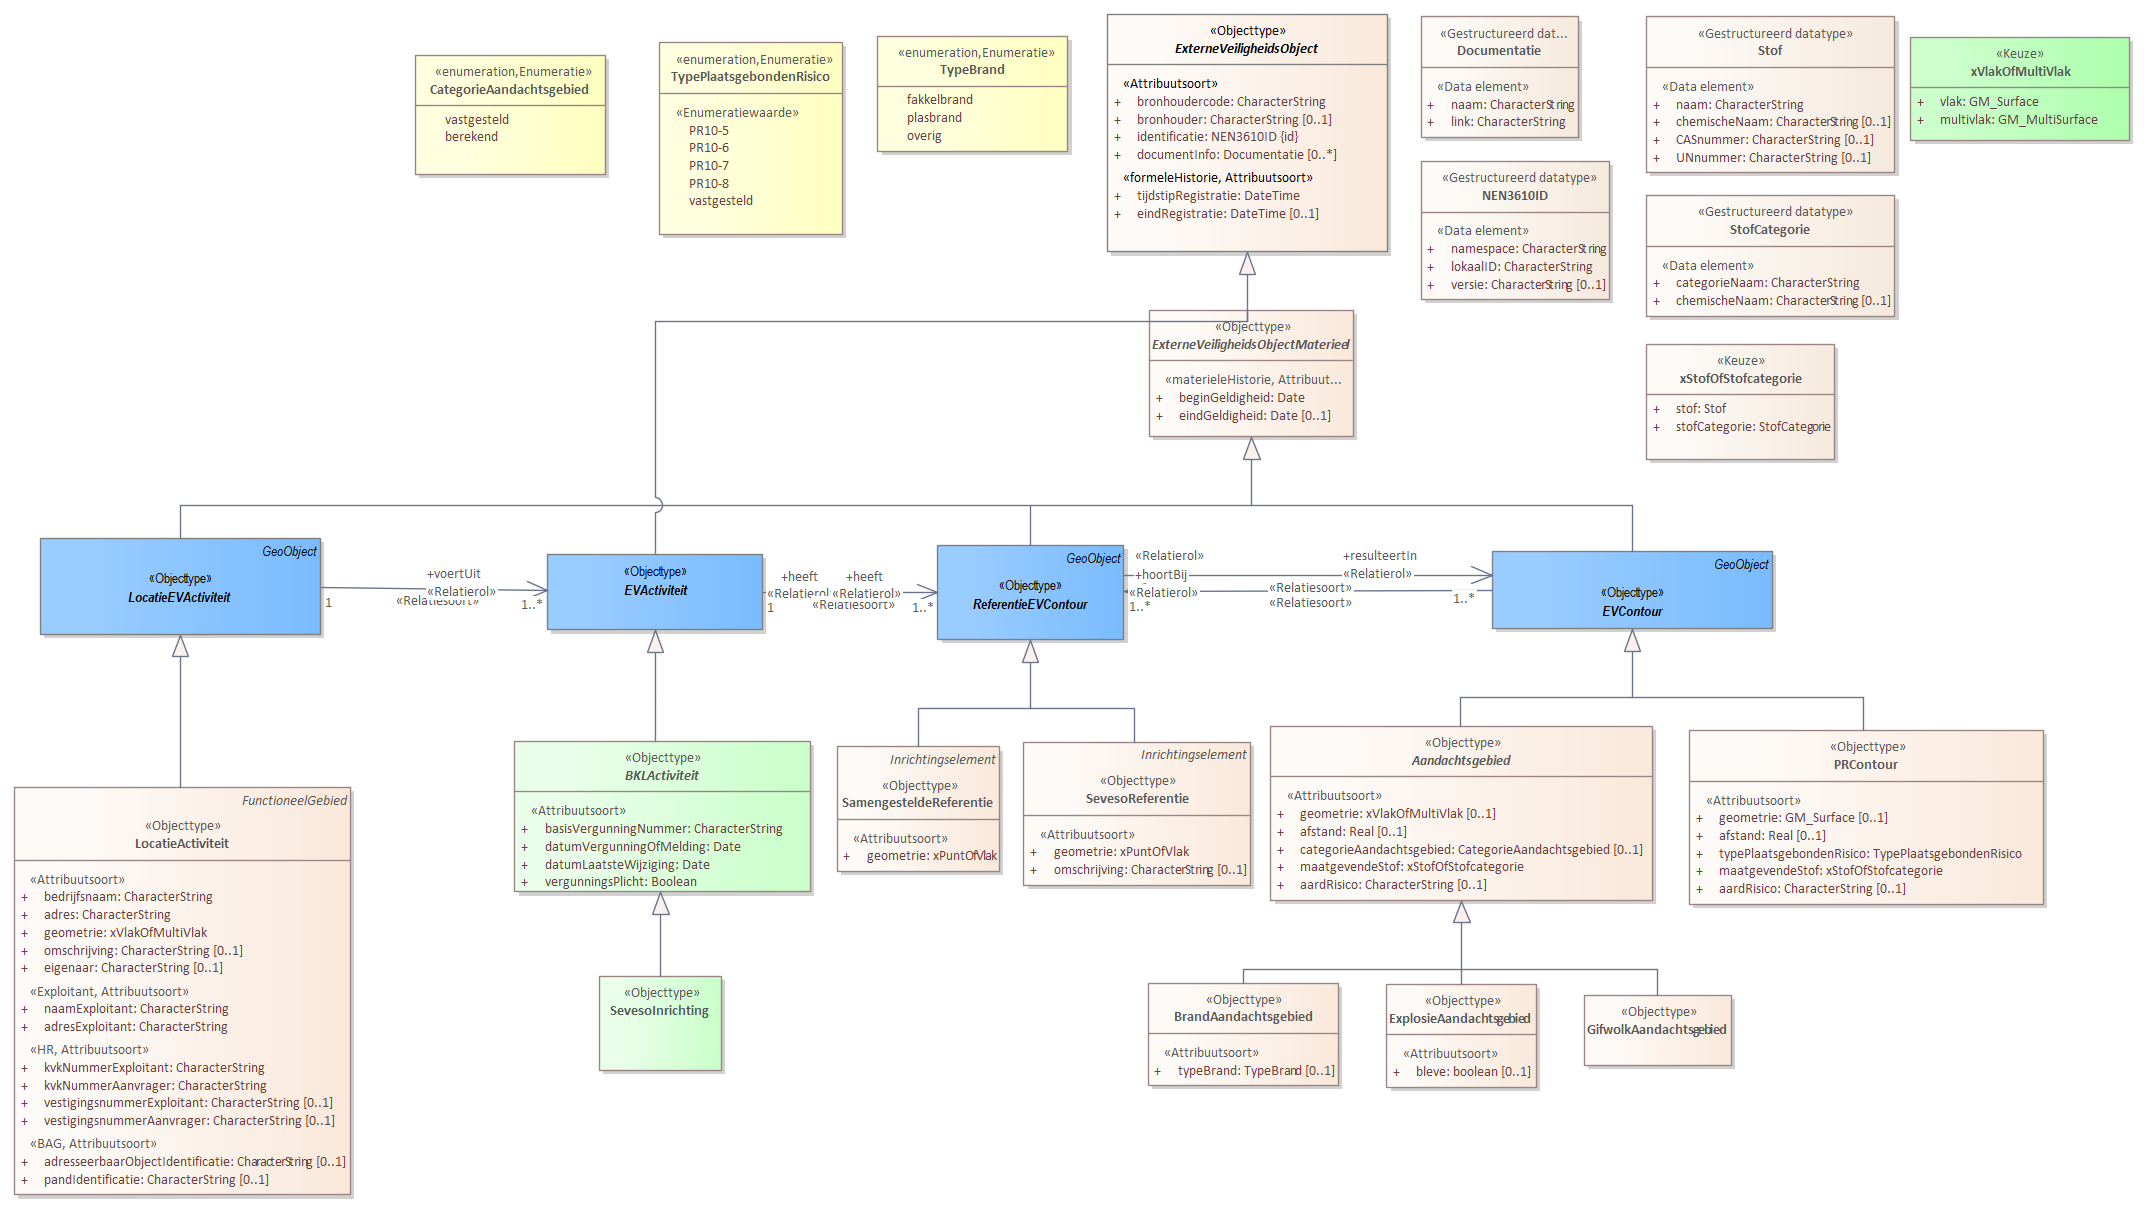 «enumeration,Enumeratie»
CategorieAandachtsgebied
vastgesteld
berekend
«enumeration,Enumeratie»
TypePlaatsgebondenRisico
«Enumeratiewaarde»
PR10-5
PR10-6
PR10-7
PR10-8
vastgesteld
«enumeration,Enumeratie»
TypeBrand
fakkelbrand
plasbrand
overig
«Objecttype»
ExterneVeiligheidsObject
«Attribuutsoort»
+ bronhoudercode: CharacterString
+ bronhouder: CharacterString [0..1]
+ identificatie: NEN3610ID {id}
+ documentInfo: Documentatie [0..*]
«formeleHistorie, Attribuutsoort»
+ tijdstipRegistratie: DateTime
+ eindRegistratie: DateTime [0..1]
«Gestructureerd dat...
Documentatie
«Data element»
+ naam: CharacterString
+ link: CharacterString
«Gestructureerd datatype»
NEN3610ID
«Data element»
+ namespace: CharacterString
+ lokaalID: CharacterString
+ versie: CharacterString [0..1]
«Gestructureerd datatype»
Stof
«Data element»
+ naam: CharacterString
+ chemischeNaam: CharacterString [0..1]
+ CASnummer: CharacterString [0..1]
+ UNnummer: CharacterString [0..1]
«Gestructureerd datatype»
StofCategorie
«Data element»
+ categorieNaam: CharacterString
+ chemischeNaam: CharacterString [0..1]
«Keuze»
xStofOfStofcategorie
+ stof: Stof
+ stofCategorie: StofCategorie
«Keuze»
xVlakOfMultiVlak
+ vlak: GM_Surface
+ multivlak: GM_MultiSurface
«Objecttype»
ExterneVeiligheidsObjectMaterieel
«materieleHistorie, Attribuut...
+ beginGeldigheid: Date
+ eindGeldigheid: Date [0..1]
GeoObject
«Objecttype»
LocatieEVActiviteit
+voertUit
«Relatierol»
«Relatiesoort»
1
1..*
«Objecttype»
EVActiviteit
+heeft
«Relatierol»
1
+heeft
«Relatierol»
«Relatiesoort»
1..*
GeoObject
«Objecttype»
ReferentieEVContour
«Relatierol»
+hoortBij
«Relatierol»
1..*
+resulteertIn
«Relatierol»
«Relatiesoort»
«Relatiesoort»
1..*
GeoObject
«Objecttype»
EVContour
FunctioneelGebied
«Objecttype»
LocatieActiviteit
«Attribuutsoort»
+ bedrijfsnaam: CharacterString
+ adres: CharacterString
+ geometrie: xVlakOfMultiVlak
+ omschrijving: CharacterString [0..1]
+ eigenaar: CharacterString [0..1]
«Exploitant, Attribuutsoort»
+ naamExploitant: CharacterString
+ adresExploitant: CharacterString
«HR, Attribuutsoort»
+ kvkNummerExploitant: CharacterString
+ kvkNummerAanvrager: CharacterString
+ vestigingsnummerExploitant: CharacterString [0..1]
+ vestigingsnummerAanvrager: CharacterString [0..1]
«BAG, Attribuutsoort»
+ adresseerbaarObjectIdentificatie: CharacterString [0..1]
+ pandIdentificatie: CharacterString [0..1]
«Objecttype»
BKLActiviteit
«Attribuutsoort»
+ basisVergunningNummer: CharacterString
+ datumVergunningOfMelding: Date
+ datumLaatsteWijziging: Date
+ vergunningsPlicht: Boolean
«Objecttype»
SevesoInrichting
Inrichtingselement
«Objecttype»
SamengesteldeReferentie
«Attribuutsoort»
+ geometrie: xPuntOfVlak
Inrichtingselement
«Objecttype»
SevesoReferentie
«Attribuutsoort»
+ geometrie: xPuntOfVlak
+ omschrijving: CharacterString [0..1]
«Objecttype»
Aandachtsgebied
«Attribuutsoort»
+ geometrie: xVlakOfMultiVlak [0..1]
+ afstand: Real [0..1]
+ categorieAandachtsgebied: CategorieAandachtsgebied [0..1]
+ maatgevendeStof: xStofOfStofcategorie
+ aardRisico: CharacterString [0..1]
«Objecttype»
PRContour
«Attribuutsoort»
+ geometrie: GM_Surface [0..1]
+ afstand: Real [0..1]
+ typePlaatsgebondenRisico: TypePlaatsgebondenRisico
+ maatgevendeStof: xStofOfStofcategorie
+ aardRisico: CharacterString [0..1]
«Objecttype»
BrandAandachtsgebied
«Attribuutsoort»
+ typeBrand: TypeBrand [0..1]
«Objecttype»
ExplosieAandachtsgebied
«Attribuutsoort»
+ bleve: boolean [0..1]
«Objecttype»
GifwolkAandachtsgebied